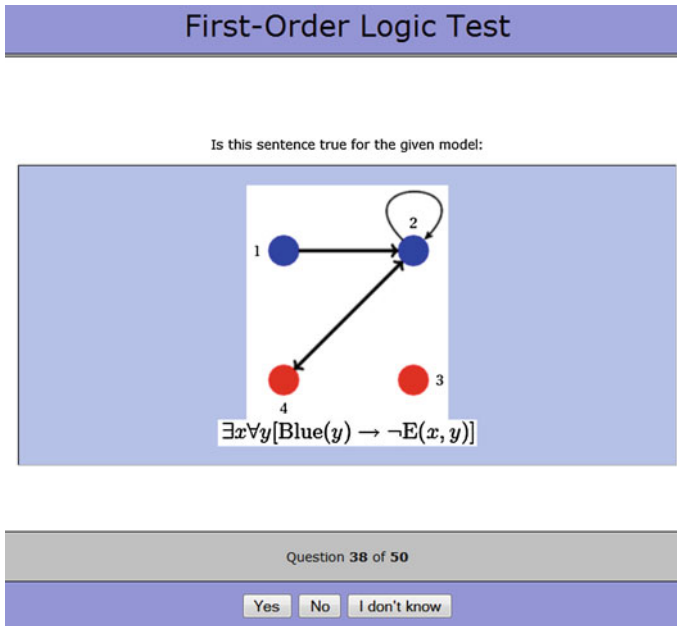 First-Order Logic Test
Is this sentence true for the given model:
2
1
3
4
∃x∀y[Blue(y) → ¬E(x, y)]
Question 38 of 50
Yes No I don't know